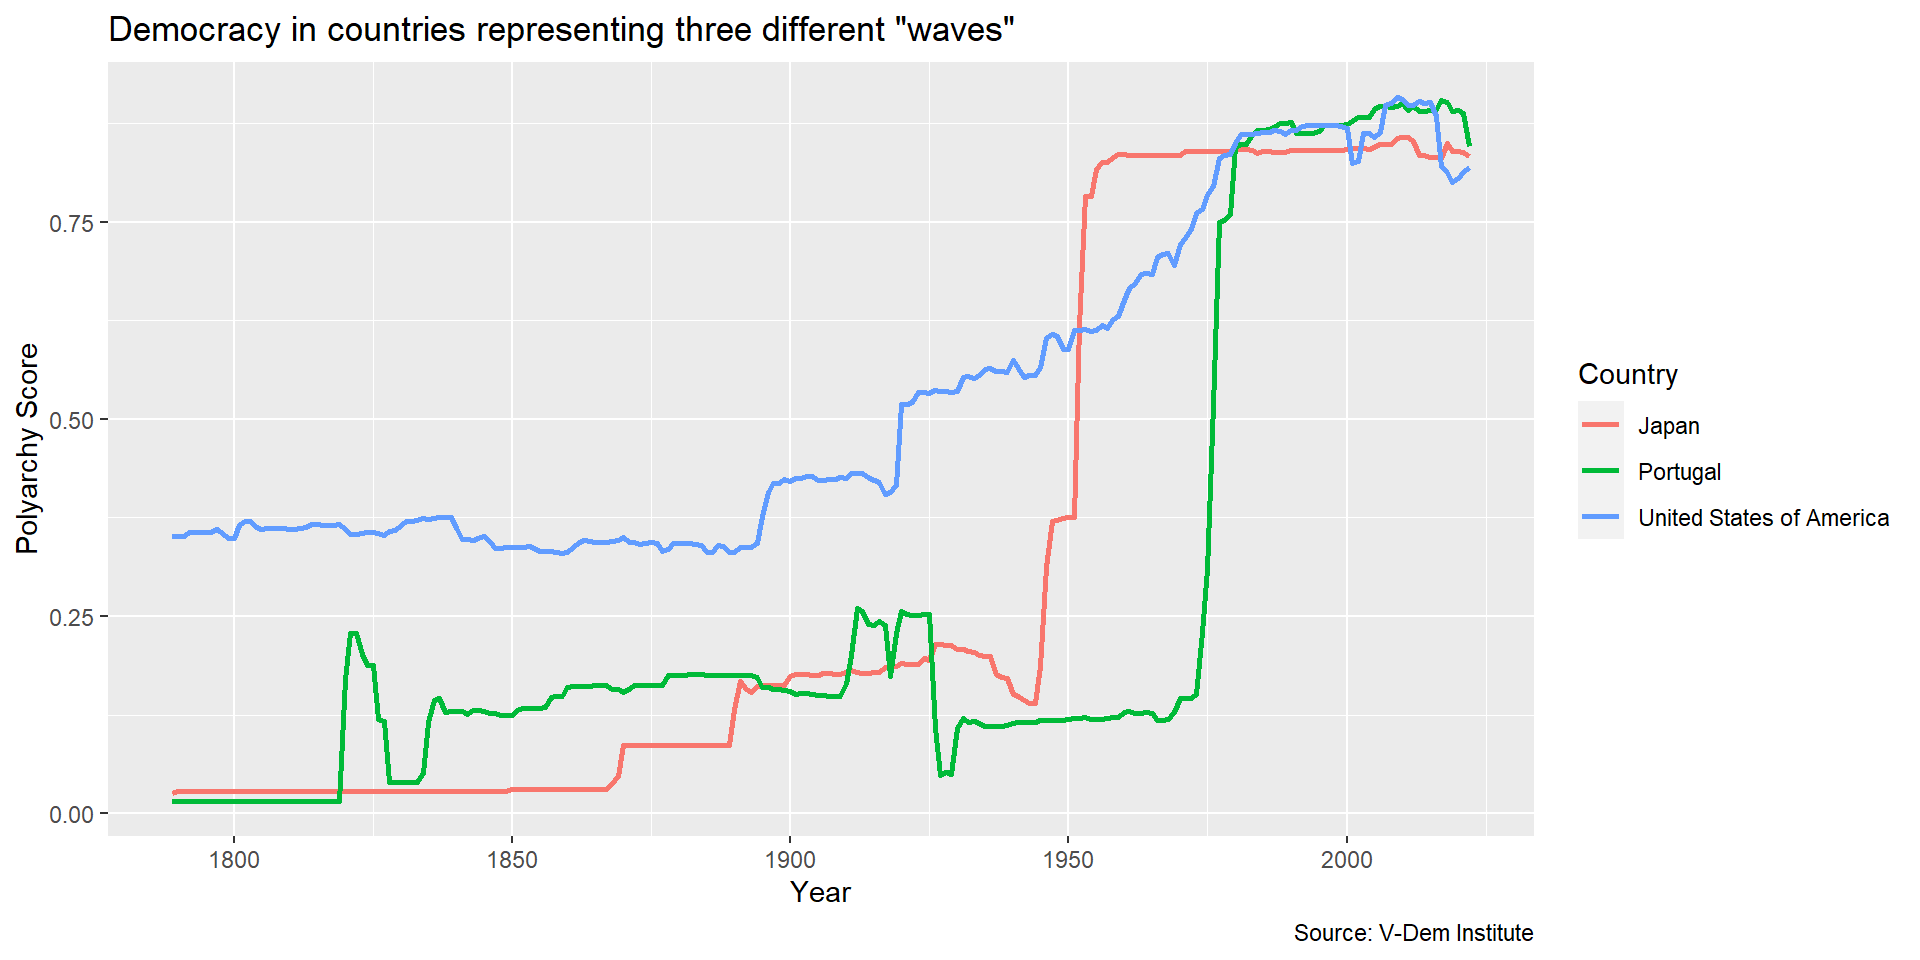 Democracy in countries representing three different "waves"
Polyarchy Score
0.75
0.50
0.25
0.00
1800
1850
1900
1950
2000
Year
Country
Japan
Portugal
United States of America
Source: V-Dem Institute